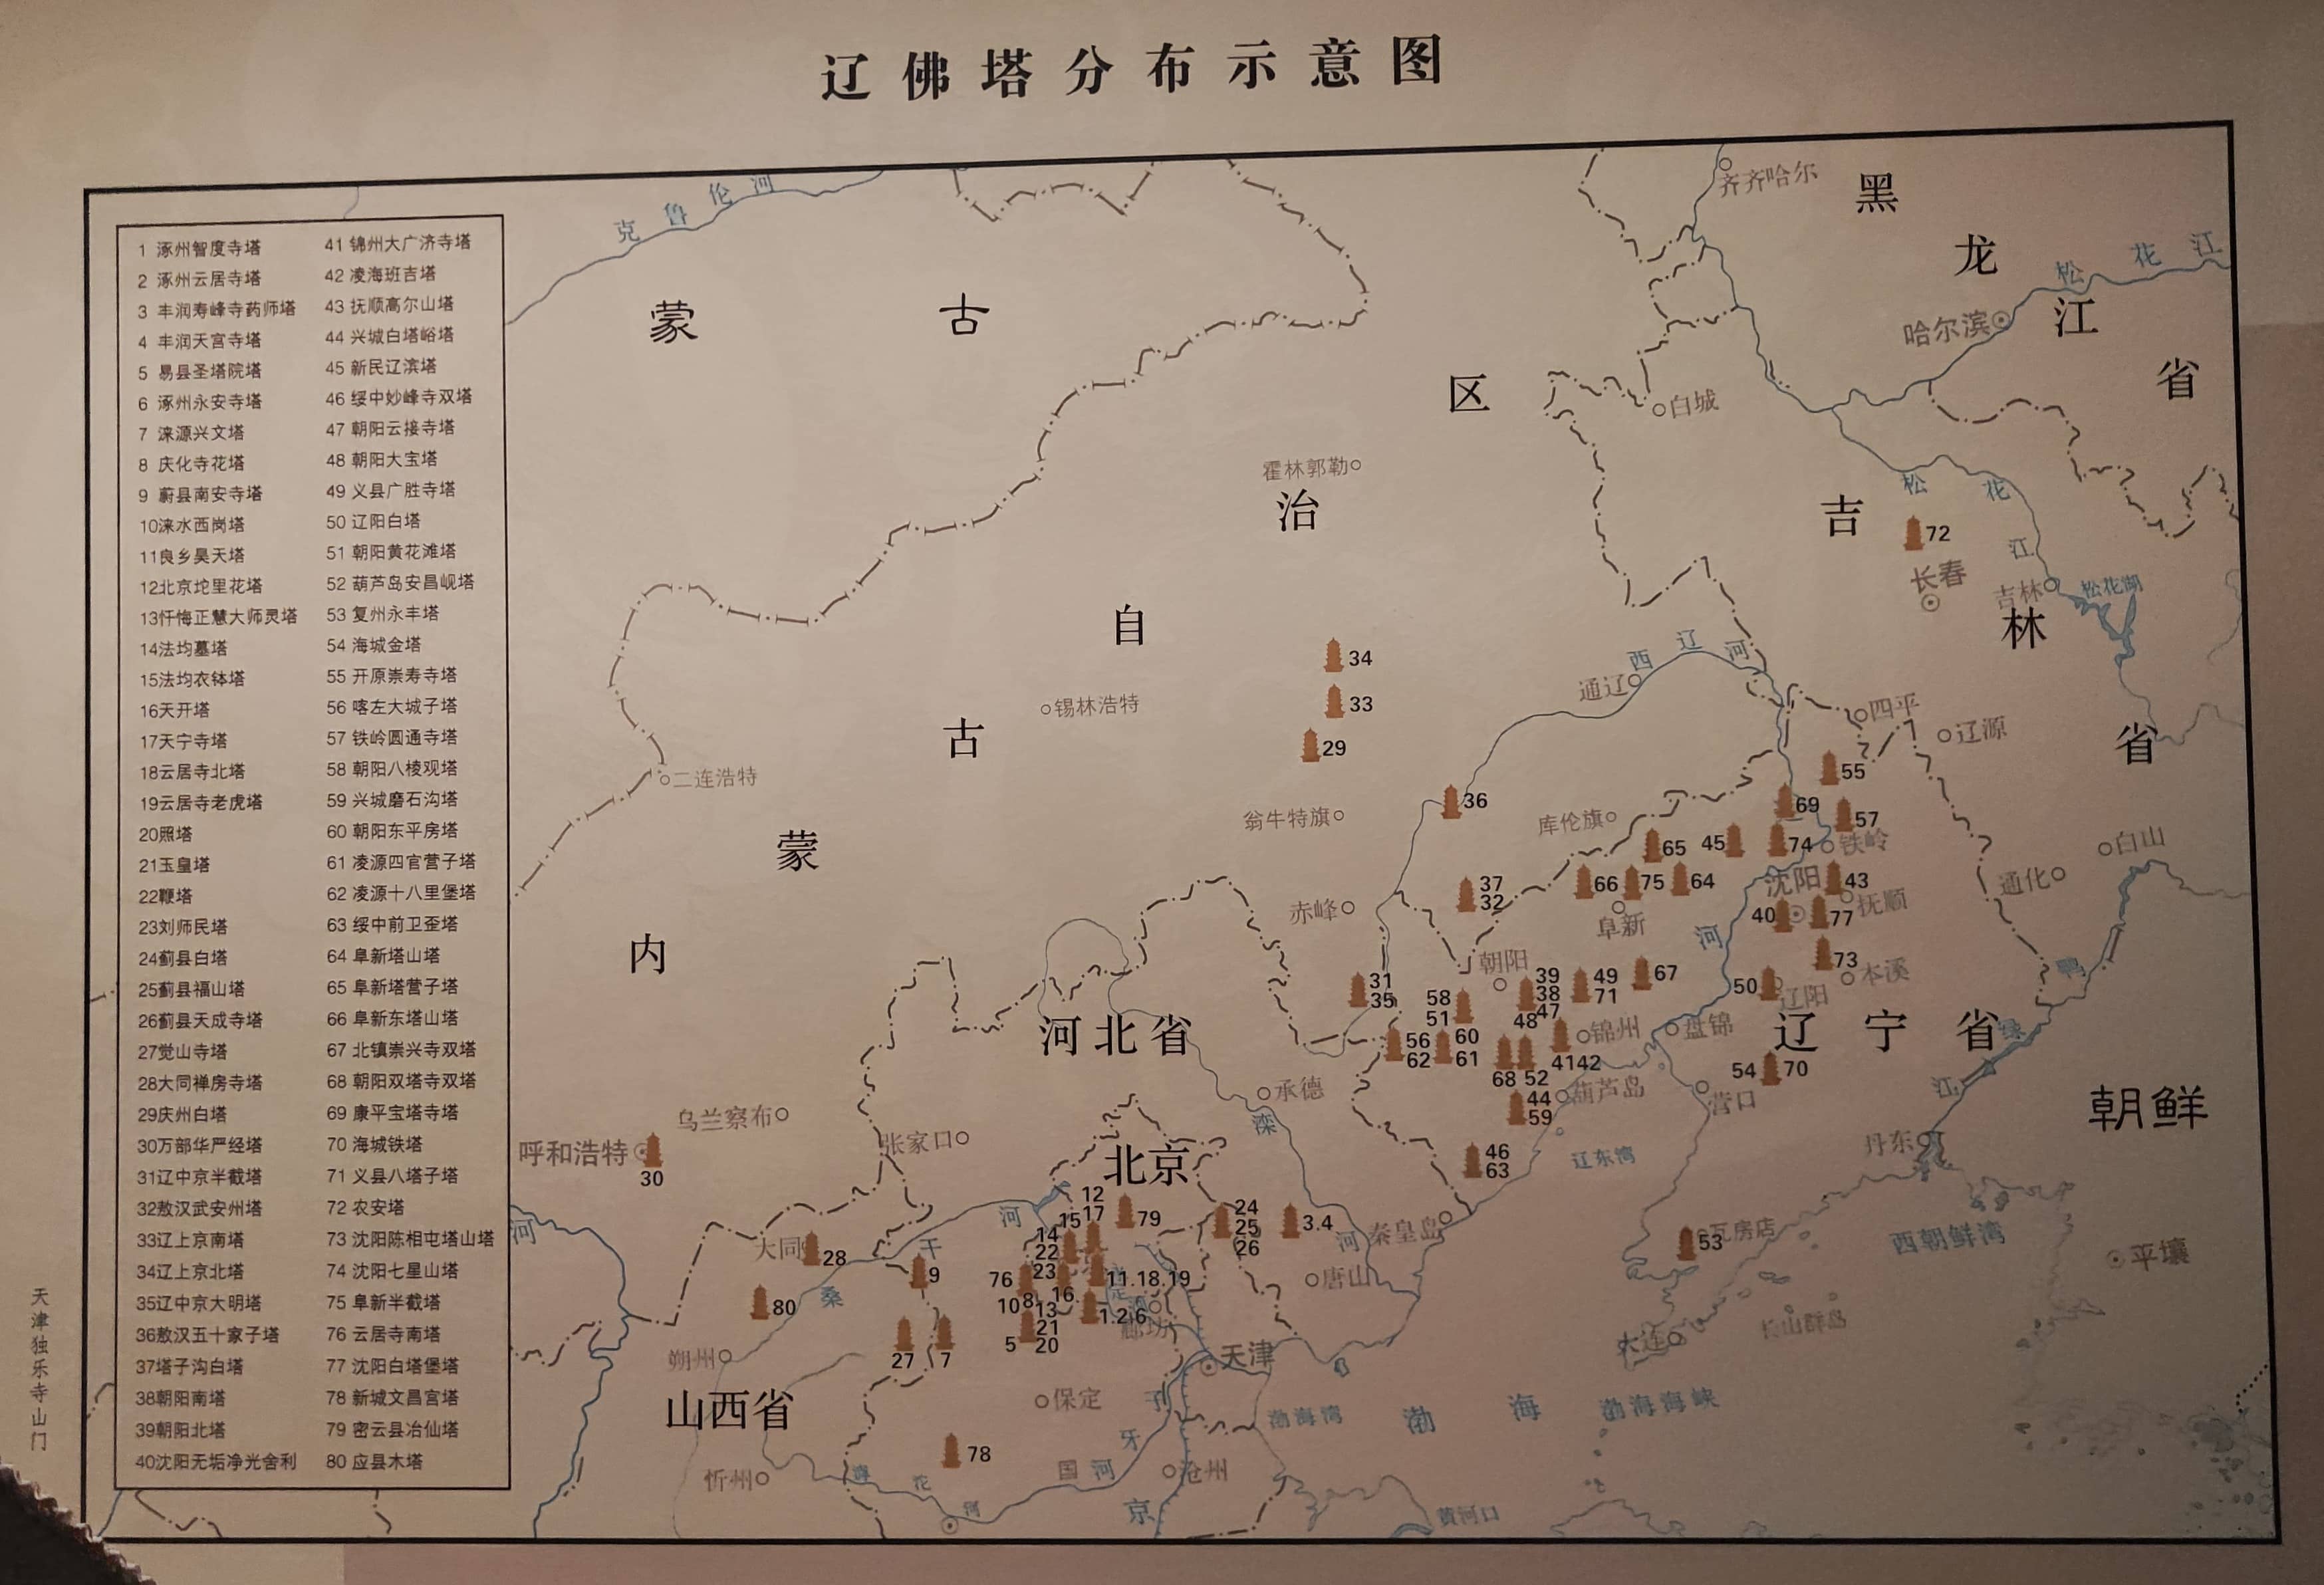 辽佛塔分布示意图
1 涿州智度寺塔
2 涿州云居寺塔
3 丰润寿峰寺药师塔
4 丰润天宫寺塔
5 易县圣塔院塔
6 涿州永安寺塔
7 涞源兴文塔
8 庆化寺花塔
9 蔚县南安寺塔
10涞水西岗塔
11良乡昊天塔
12北京坨里花塔
13忏悔正慧大师灵塔
14法均墓塔
15法均衣钵塔
16天开塔
17天宁寺塔
18云居寺北塔
19云居寺老虎塔
20照塔
21玉皇塔
22鞭塔
23刘师民塔
24蓟县白塔
25蓟县福山塔
26蓟县天成寺塔
27觉山寺塔
28大同禅房寺塔
29庆州白塔
30万部华严经塔
31辽中京半截塔
32敖汉武安州塔
33辽上京南塔
34辽上京北塔
35辽中京大明塔
36敖汉五十家子塔
37塔子沟白塔
38朝阳南塔
39朝阳北塔
40沈阳无垢净光舍利
41 锦州大广济寺塔
42 凌海班吉塔
43 抚顺高尔山塔
44 兴城白塔峪塔
45 新民辽滨塔
46 绥中妙峰寺双塔
47 朝阳云接寺塔
48 朝阳大宝塔
49 义县广胜寺塔
50 辽阳白塔
51 朝阳黄花滩塔
52 葫芦岛安昌岘塔
53 复州永丰塔
54 海城金塔
55 开原崇寿寺塔
56 喀左大城子塔
57 铁岭圆通寺塔
58 朝阳八棱观塔
59 兴城磨石沟塔
60 朝阳东平房塔
61 凌源四官营子塔
62 凌源十八里堡塔
63 绥中前卫歪塔
64 阜新塔山塔
65 阜新塔营子塔
66 阜新东塔山塔
67 北镇崇兴寺双塔
68 朝阳双塔寺双塔
69 康平宝塔寺塔
70 海城铁塔
71 义县八塔子塔
72 农安塔
73 沈阳陈相屯塔山塔
74 沈阳七星山塔
75 阜新半截塔
76 云居寺南塔
77 沈阳白塔堡塔
78 新城文昌宫塔
79 密云县冶仙塔
80 应县木塔
克鲁伦河
齐齐哈尔
黑龙江省
松花江
哈尔滨
蒙古
白城
霍林郭勒
内蒙古自治区
松花江
72
长春
吉林
松花湖
吉林省
34
33
29
锡林浩特
二连浩特
西辽河
通辽
四平
辽源
55
翁牛特旗
36
库伦旗
69
57
65
45
74
铁岭
白山
37
32
66
75
64
沈阳
43
通化
赤峰
阜新
40
77
抚顺
河
朝阳
73
本溪
31
35
58
51
39
38
47
48
49
71
67
50
辽阳
鸭
绿
江
河北省
56
62
60
61
68
52
4142
锦州
盘锦
辽宁省
54
70
承德
滦
44
59
葫芦岛
营口
朝鲜
乌兰察布
呼和浩特
30
张家口
北京
46
63
辽东湾
丹东
12
15
17
79
24
25
26
3.4
河
秦皇岛
53
瓦房店
西朝鲜湾
平壤
河
大同
28
河
干
桑
9
14
22
23
76
11.18.19
10
8
13
16
1.2.6
廊坊
唐山
80
5
21
20
27
7
朔州
天津
大连
长山群岛
山西省
保定
子
牙
河
渤海湾
渤海
渤海海峡
78
忻州
沧州
京
黄河口
天津独乐寺山门